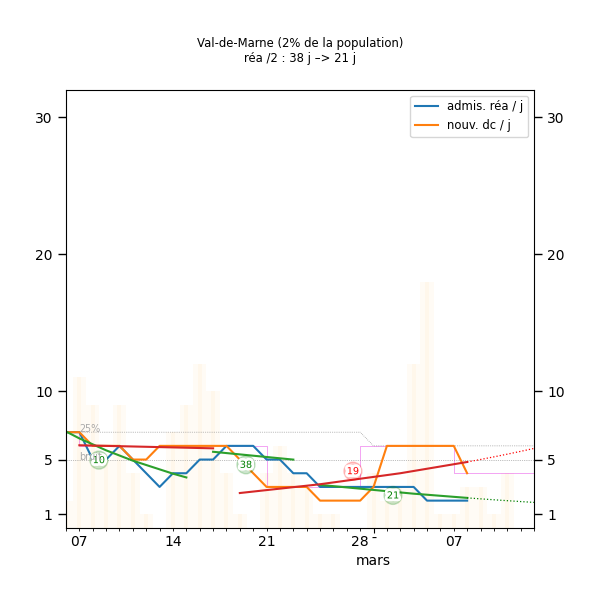 Val-de-Marne (2% de la population)
réa /2 : 38 j –> 21 j
admis. réa / j
nouv. dc / j
30 30
20 20
10 10
25%
5 5
10
38
19
21
1 1
07 14 21 28 07
mars